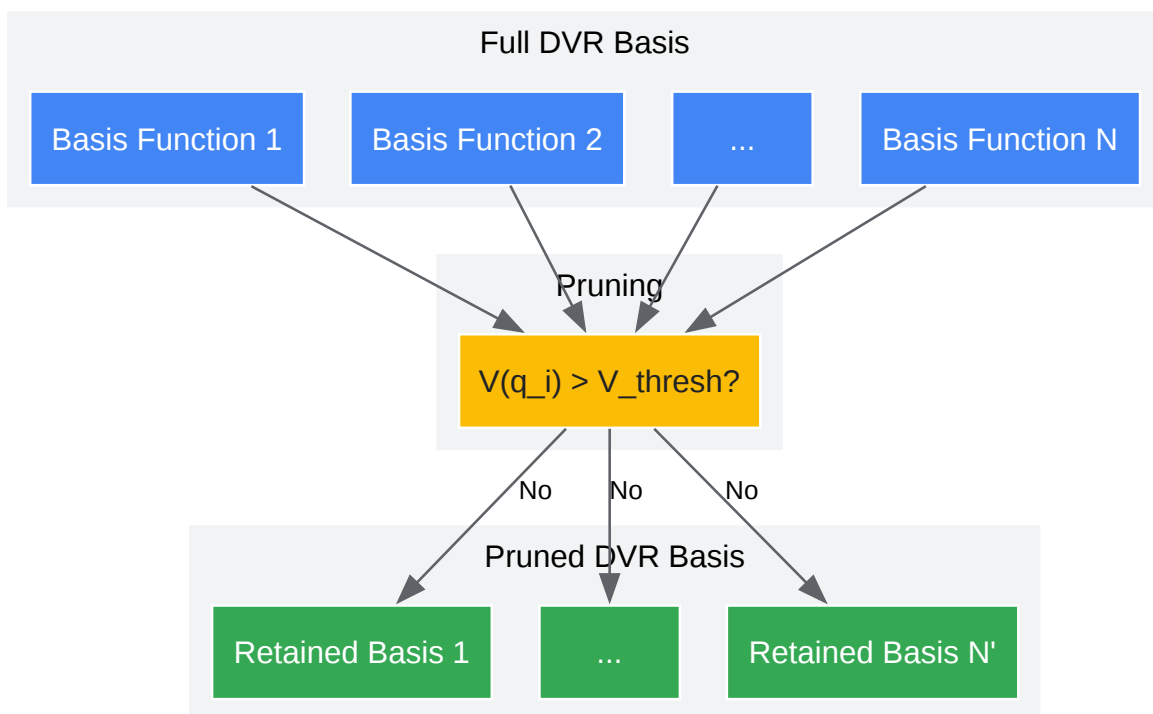 Full DVR Basis
Basis Function 1
Basis Function 2
...
Basis Function N
Pruning
V(q_i) > V_thresh?
No
No
No
Pruned DVR Basis
Retained Basis 1
...
Retained Basis N'